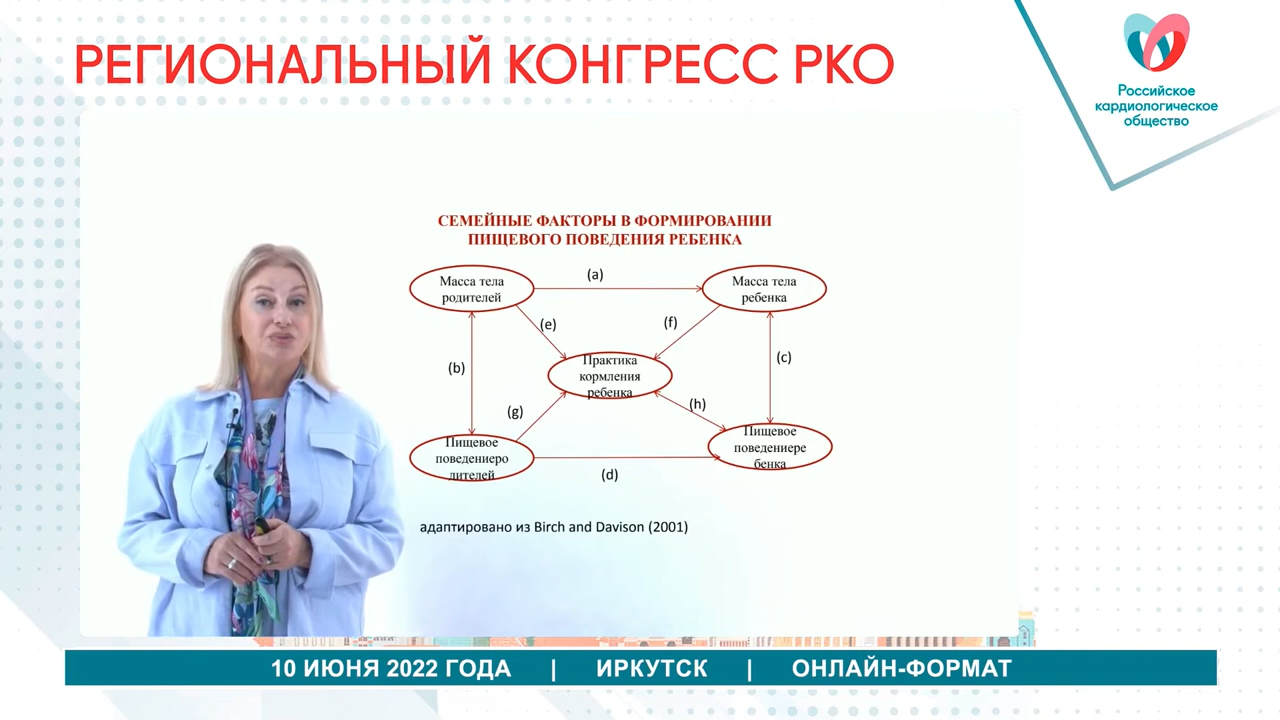 РЕГИОНАЛЬНЫЙ КОНГРЕСС РКО
Российское
кардиологическое
общество
СЕМЕЙНЫЕ ФАКТОРЫ В ФОРМИРОВАНИИ
ПИЩЕВОГО ПОВЕДЕНИЯ РЕБЕНКА
Масса тела
родителей
(a)
Масса тела
ребенка
(e)
(f)
(b)
Практика
кормления
ребенка
(c)
(g)
(h)
Пищевое
поведениеро
дителей
(d)
Пищевое
поведениере
бенка
адаптировано из Birch and Davison (2001)
10 ИЮНЯ 2022 ГОДА | ИРКУТСК | ОНЛАЙН-ФОРМАТ